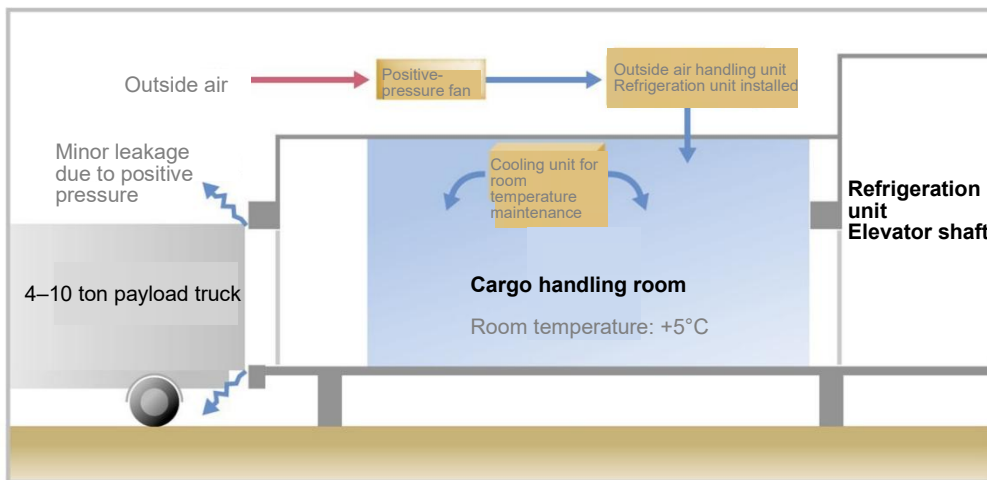 Outside air
Positive-
pressure fan
Outside air handling unit
Refrigeration unit installed
Minor leakage
due to positive
pressure
Cooling unit for
room
temperature
maintenance
Refrigeration
unit
Elevator shaft
4–10 ton payload truck
Cargo handling room
Room temperature: +5°C